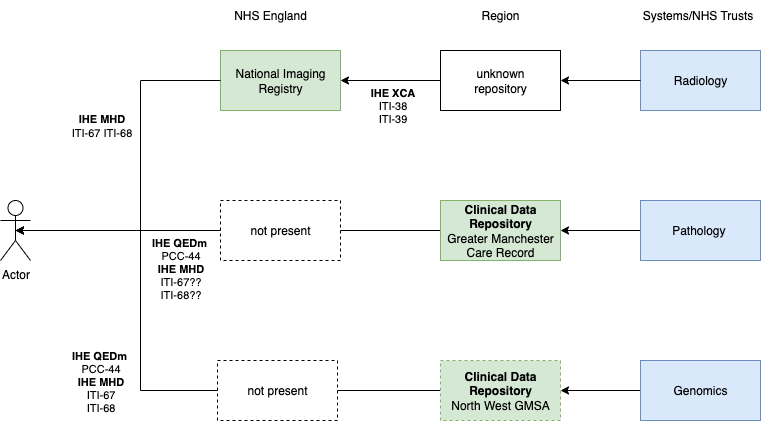 NHS England
Region
Systems/NHS Trusts
National Imaging
Registry
IHE XCA
ITI-38
ITI-39
unknown
repository
Radiology
IHE MHD
ITI-67 ITI-68
Actor
not present
IHE QEDm
PCC-44
IHE MHD
ITI-67??
ITI-68??
Clinical Data
Repository
Greater Manchester
Care Record
Pathology
IHE QEDm
PCC-44
IHE MHD
ITI-67
ITI-68
not present
Clinical Data
Repository
North West GMSA
Genomics